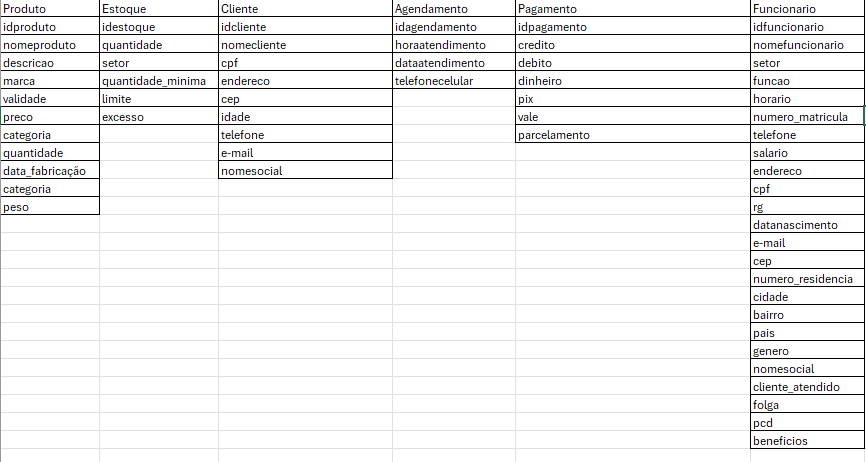 Produto Estoque Cliente Agendamento Pagamento Funcionario
idproduto idestoque idcliente idagendamento idpagamento idfuncionario
nomeproduto quantidade nomecliente horaatendimento credito nomefuncionario
descricao setor cpf dataatendimento debito setor
marca quantidade_minima endereco telefonecelular dinheiro funcao
validade limite cep pix horario
preco excesso idade vale numero_matricula
categoria telefone parcelamento telefone
quantidade e-mail salario
data_fabricação nomesocial endereco
categoria cpf
peso rg
datanascimento
e-mail
cep
numero_residencia
cidade
bairro
pais
genero
nomesocial
cliente_atendido
folga
pcd
beneficios